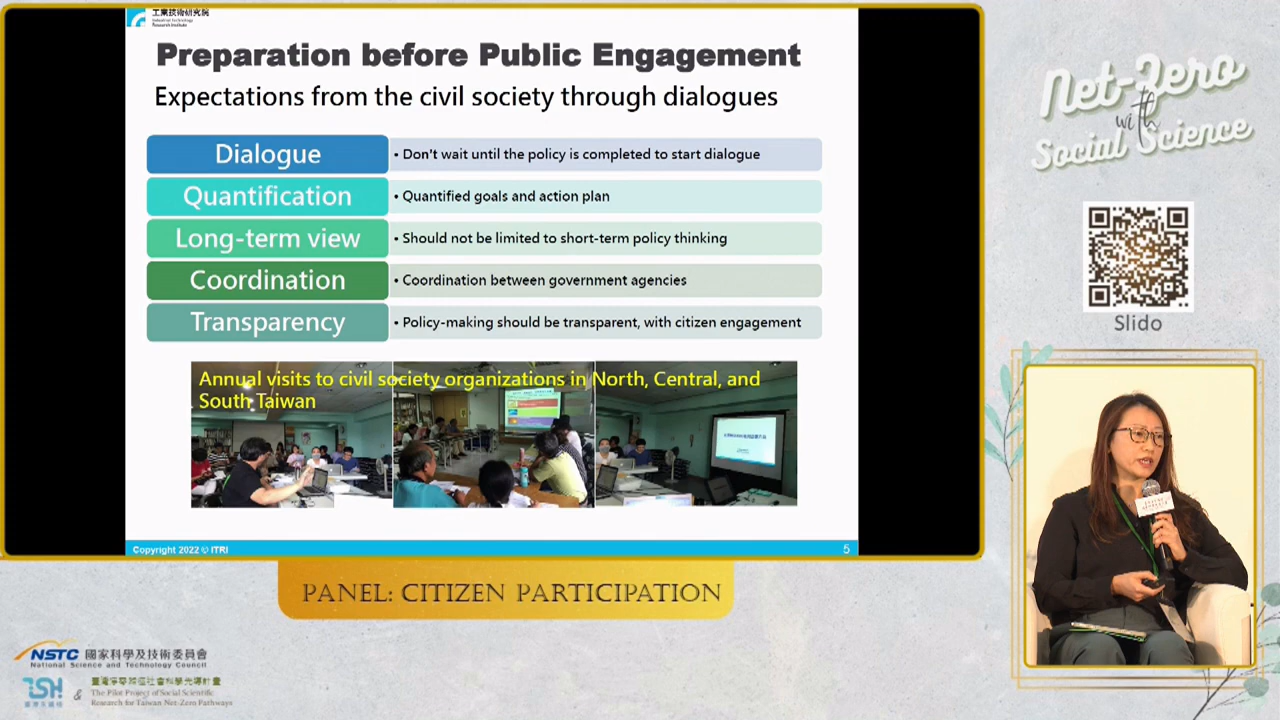 工業技術研究院
Industrial Technology
Research Institute
Preparation before Public Engagement
Expectations from the civil society through dialogues
Dialogue
• Don't wait until the policy is completed to start dialogue
Quantification
• Quantified goals and action plan
Long-term view
• Should not be limited to short-term policy thinking
Coordination
• Coordination between government agencies
Transparency
• Policy-making should be transparent, with citizen engagement
Annual visits to civil society organizations in North, Central, and
South Taiwan
Copyright 2022 © ITRI
5
Net-Zero
with
Social Science
Slido
PANEL: CITIZEN PARTICIPATION
NSTC 國家科學及技術委員會
National Science and Technology Council
TSH
&
臺灣淨零路徑社會科學先導計畫
The Pilot Project of Social Scientific
Research for Taiwan Net-Zero Pathways